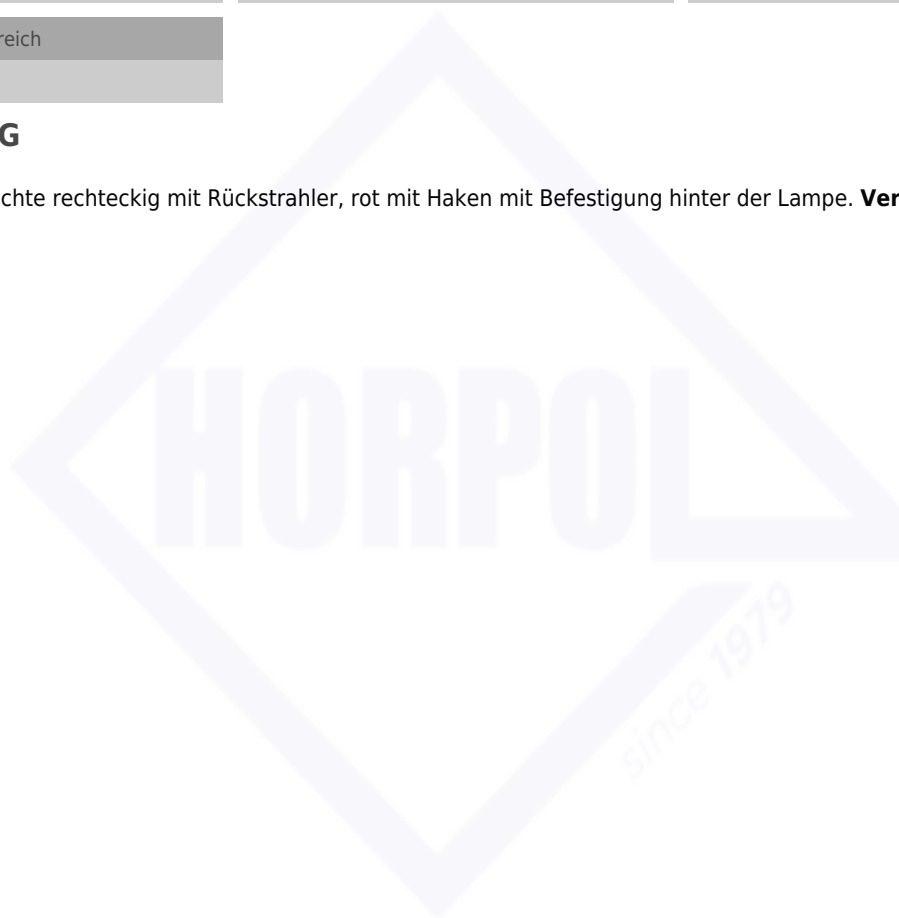 reich
G
chte rechteckig mit Rückstrahler, rot mit Haken mit Befestigung hinter der Lampe. Ver
HORPOL
since 1979